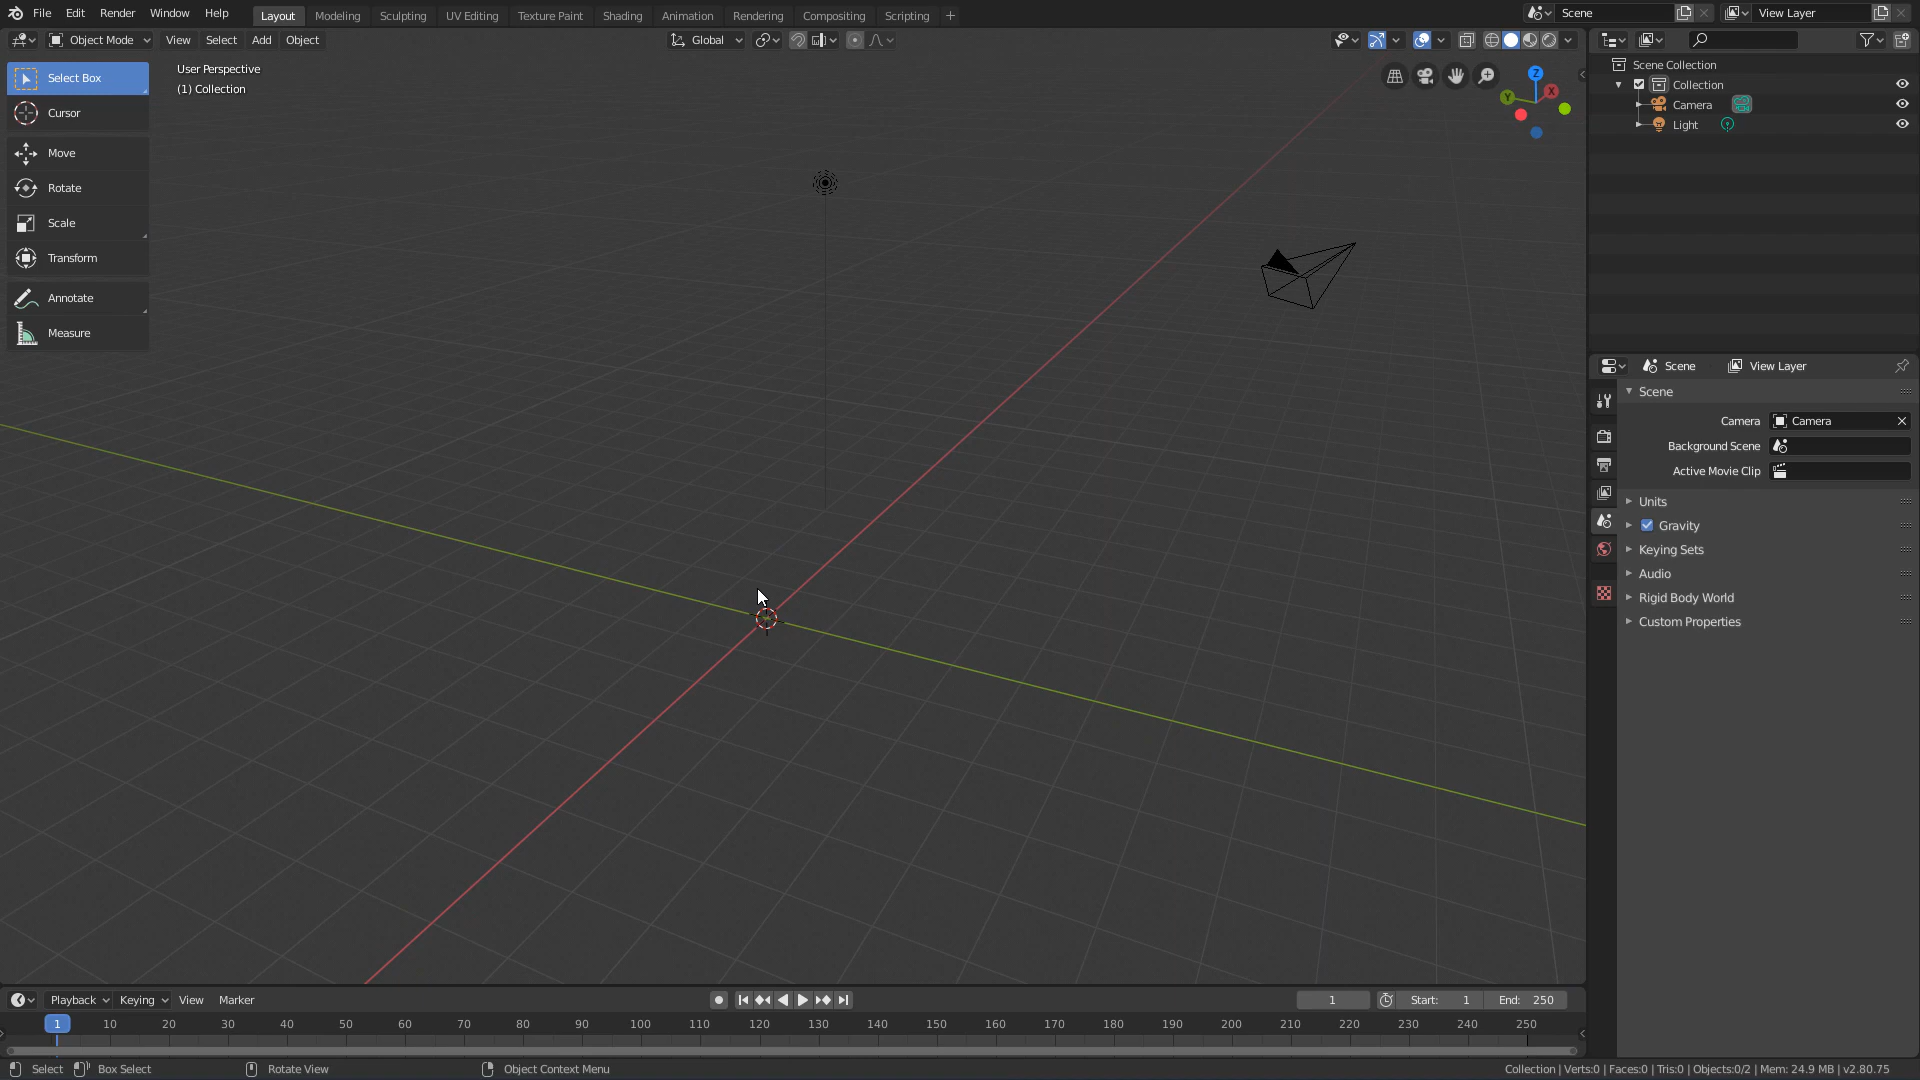 File Edit Render Window Help Layout Modeling Sculpting UV Editing Texture Paint Shading Animation Rendering Compositing Scripting + Scene View Layer
Object Mode View Select Add Object Global
Select Box
Cursor
Move
Rotate
Scale
Transform
Annotate
Measure
User Perspective
(1) Collection
Z
Y
X
Scene Collection
Collection
Camera
Light
Scene View Layer
Scene
Camera Camera
Background Scene
Active Movie Clip
Units
Gravity
Keying Sets
Audio
Rigid Body World
Custom Properties
Playback Keying View Marker 1 Start: 1 End: 250
1 10 20 30 40 50 60 70 80 90 100 110 120 130 140 150 160 170 180 190 200 210 220 230 240 250
Select Box Select Rotate View Object Context Menu Collection | Verts:0 | Faces:0 | Tris:0 | Objects:0/2 | Mem: 24.9 MB | v2.80.75